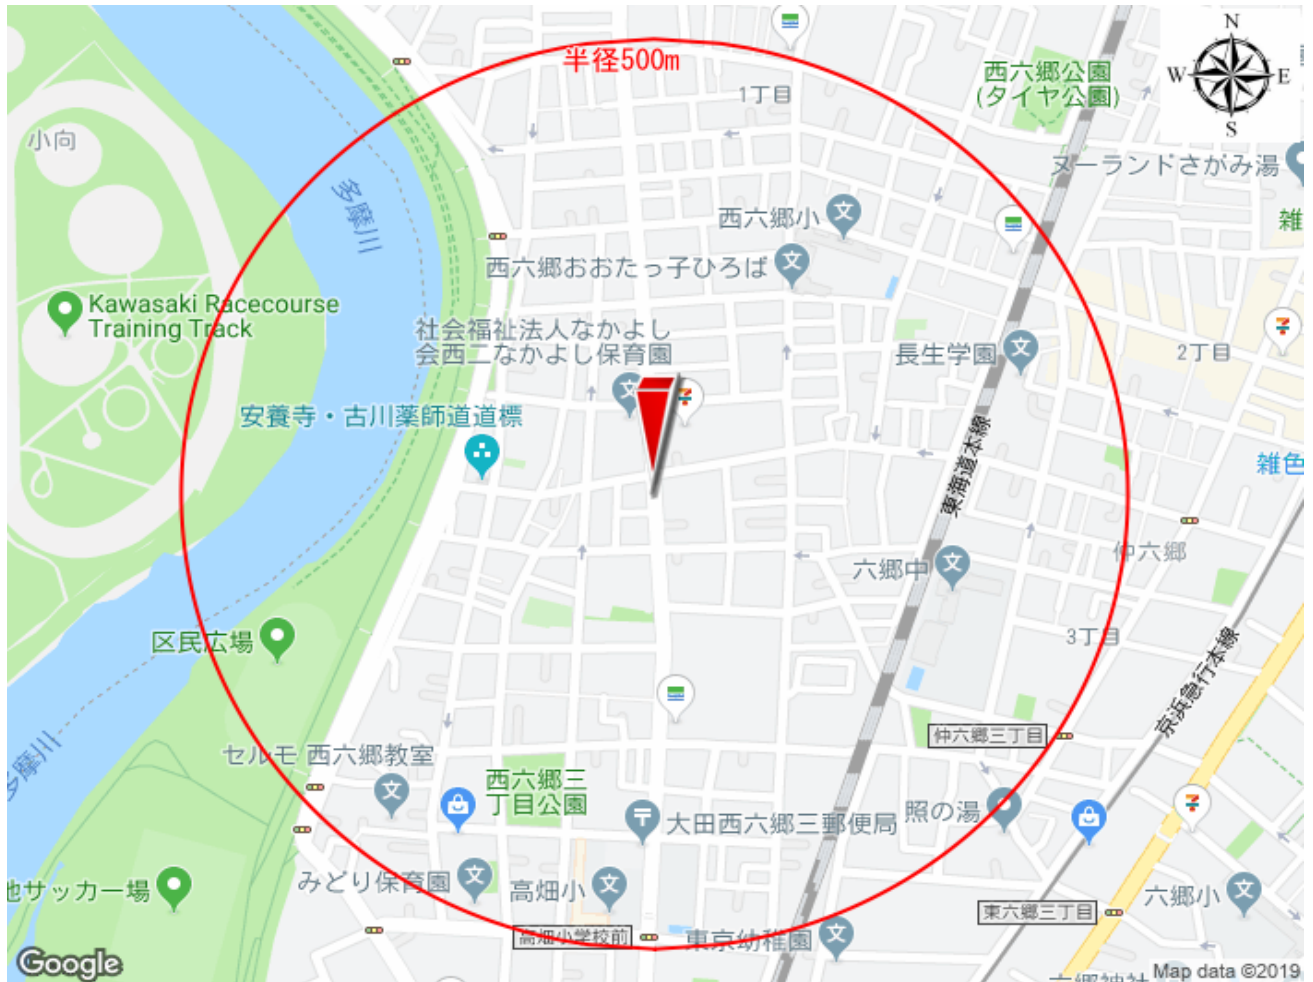 半径500m
N
W
E
S
1丁目
西六郷公園
(タイヤ公園)
小向
ヌーランドさがみ湯
多摩川
西六郷小
雑
西六郷おおたっ子ひろば
Kawasaki Racecourse
Training Track
社会福祉法人なかよし
会西二なかよし保育園
長生学園
2丁目
安養寺・古川薬師道道標
東海道本線
雑色
六郷中
仲六郷
区民広場
3丁目
京浜急行本線
多摩川
セルモ 西六郷教室
仲六郷三丁目
西六郷三
丁目公園
大田西六郷三郵便局
照の湯
地サッカー場
みどり保育園
高畑小
六郷小
東六郷三丁目
高畑小学校前
東京幼稚園
六郷神社
Google
Map data ©2019